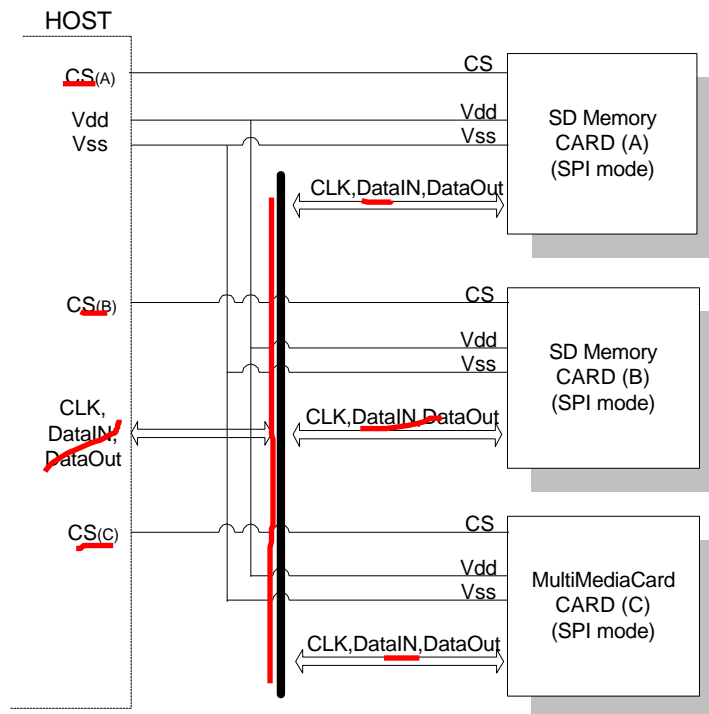 HOST
CS(A)
CS
Vdd
Vdd
Vss
Vss
SD Memory
CARD (A)
(SPI mode)
CLK,DataIN,DataOut
CS(B)
CS
Vdd
Vss
SD Memory
CARD (B)
(SPI mode)
CLK,
DataIN,
DataOut
CLK,DataIN,DataOut
CS(C)
CS
Vdd
Vss
MultiMediaCard
CARD (C)
(SPI mode)
CLK,DataIN,DataOut